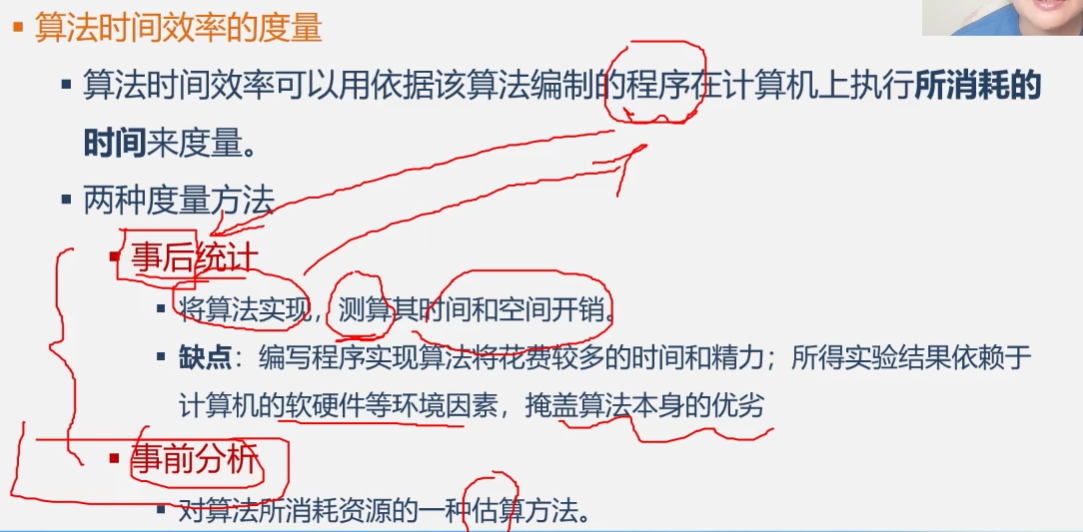 算法时间效率的度量
算法时间效率可以用依据该算法编制的程序在计算机上执行所消耗的
时间来度量。
两种度量方法
事后统计
将算法实现，测算其时间和空间开销。
缺点：编写程序实现算法将花费较多的时间和精力；所得实验结果依赖于
计算机的软硬件等环境因素，掩盖算法本身的优劣
事前分析
对算法所消耗资源的一种估算方法。